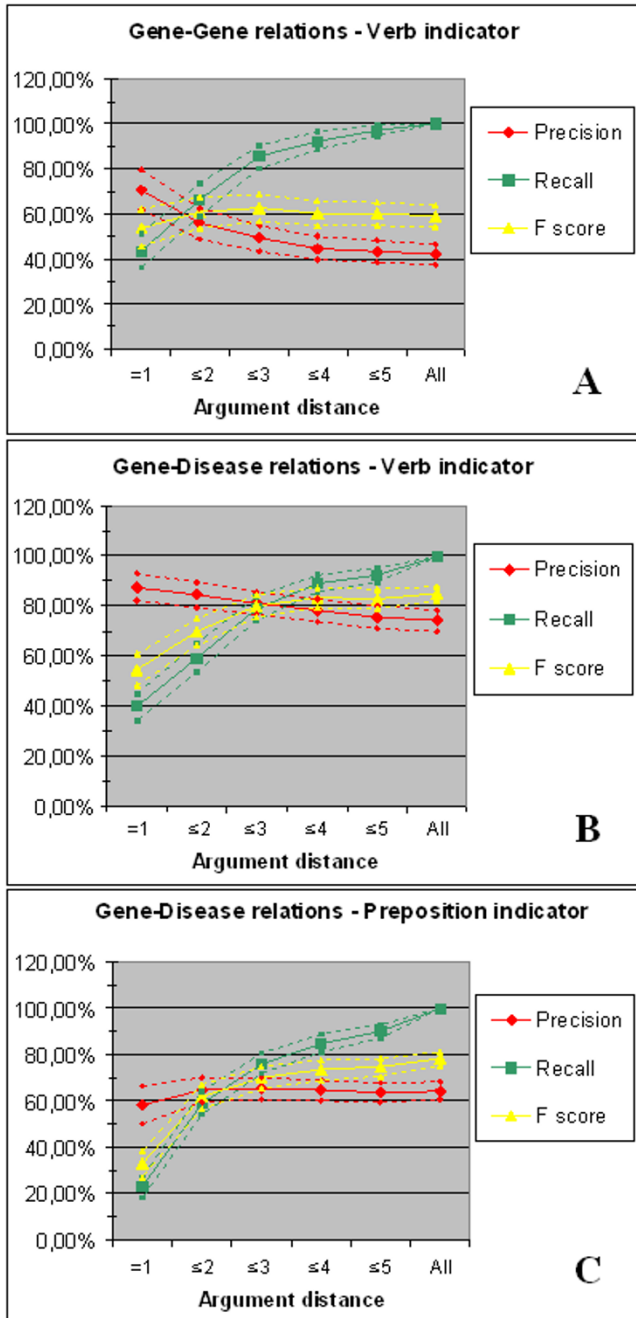 Gene-Gene relations - Verb indicator
120,00%
100,00%
80,00%
60,00%
40,00%
20,00%
0,00%
=1 ≤2 ≤3 ≤4 ≤5 All
Argument distance
Precision
Recall
F score
A
Gene-Disease relations - Verb indicator
120,00%
100,00%
80,00%
60,00%
40,00%
20,00%
0,00%
=1 ≤2 ≤3 ≤4 ≤5 All
Argument distance
Precision
Recall
F score
B
Gene-Disease relations - Preposition indicator
120,00%
100,00%
80,00%
60,00%
40,00%
20,00%
0,00%
=1 ≤2 ≤3 ≤4 ≤5 All
Argument distance
Precision
Recall
F score
C